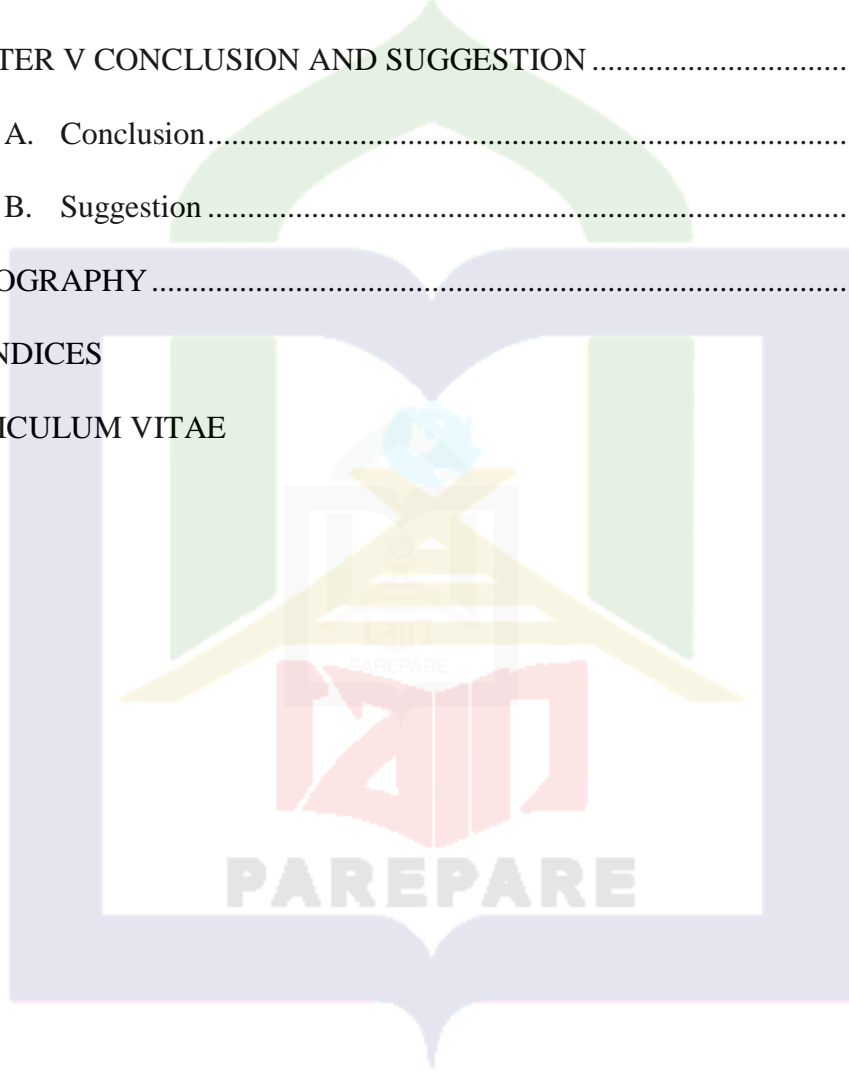 TER V CONCLUSION AND SUGGESTION ................................
A. Conclusion................................................................................
B. Suggestion ................................................................................
OGRAPHY .......................................................................................
NDICES
ICULUM VITAE
PAREPARE
PAREPARE